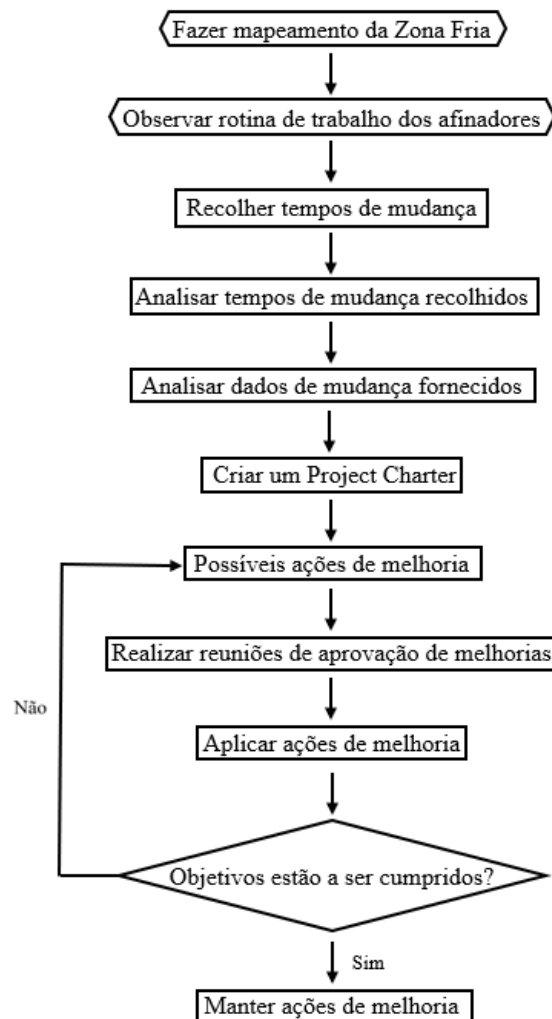 Fazer mapeamento da Zona Fria
Observar rotina de trabalho dos afinadores
Recolher tempos de mudança
Analisar tempos de mudança recolhidos
Analisar dados de mudança fornecidos
Criar um Project Charter
Possíveis ações de melhoria
Realizar reuniões de aprovação de melhorias
Não
Aplicar ações de melhoria
Objetivos estão a ser cumpridos?
Sim
Manter ações de melhoria